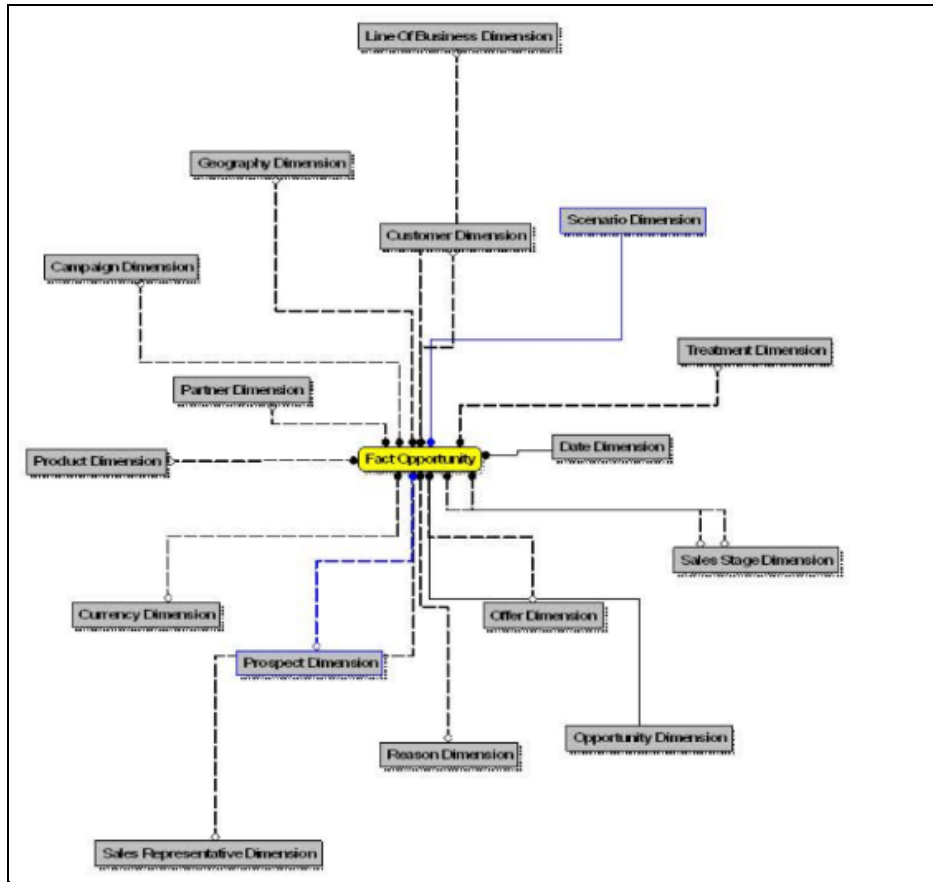 Line Of Business Dimension
Geography Dimension
Scenario Dimension
Customer Dimension
Campaign Dimension
Treatment Dimension
Partner Dimension
Date Dimension
Fact Opportunity
Product Dimension
Sales Stage Dimension
Currency Dimension
Offer Dimension
Prospect Dimension
Opportunity Dimension
Reason Dimension
Sales Representative Dimension